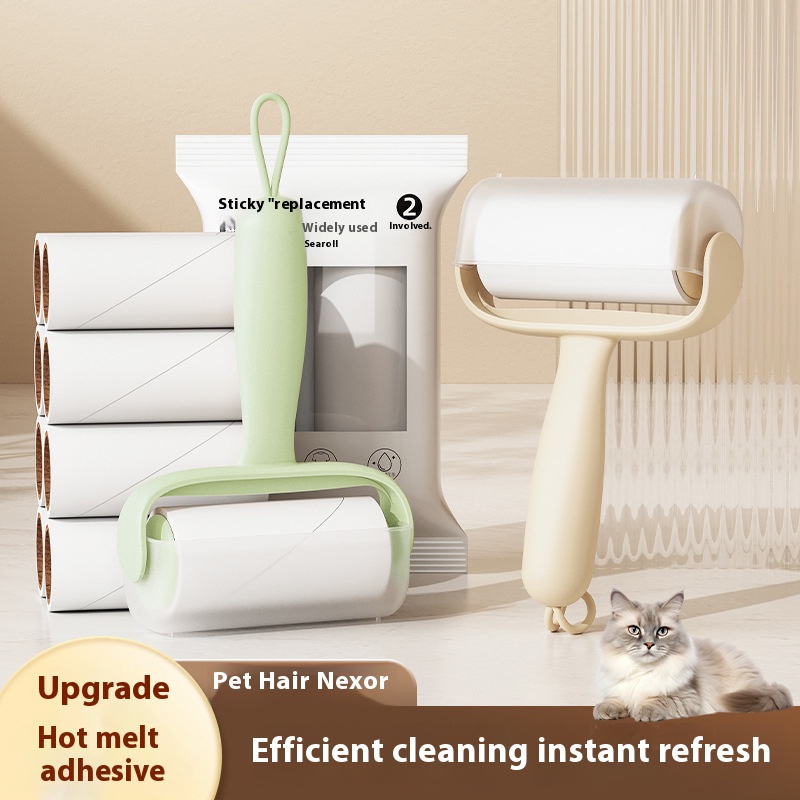 Sticky "replacement
2
Widely used
Involved.
Searoll
Upgrade
Hot melt
adhesive
Pet Hair Nexor
Efficient cleaning instant refresh